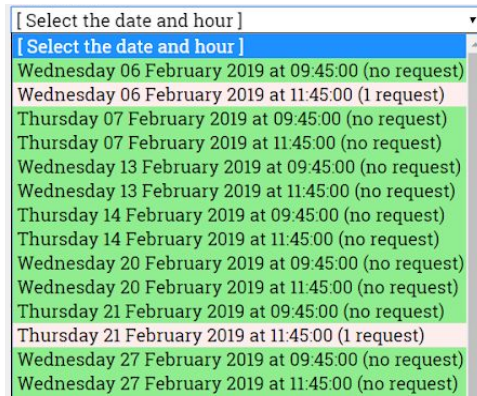 [ Select the date and hour ]
[ Select the date and hour ]
Wednesday 06 February 2019 at 09:45:00 (no request)
Wednesday 06 February 2019 at 11:45:00 (1 request)
Thursday 07 February 2019 at 09:45:00 (no request)
Thursday 07 February 2019 at 11:45:00 (no request)
Wednesday 13 February 2019 at 09:45:00 (no request)
Wednesday 13 February 2019 at 11:45:00 (no request)
Thursday 14 February 2019 at 09:45:00 (no request)
Thursday 14 February 2019 at 11:45:00 (no request)
Wednesday 20 February 2019 at 09:45:00 (no request)
Wednesday 20 February 2019 at 11:45:00 (no request)
Thursday 21 February 2019 at 09:45:00 (no request)
Thursday 21 February 2019 at 11:45:00 (1 request)
Wednesday 27 February 2019 at 09:45:00 (no request)
Wednesday 27 February 2019 at 11:45:00 (no request)